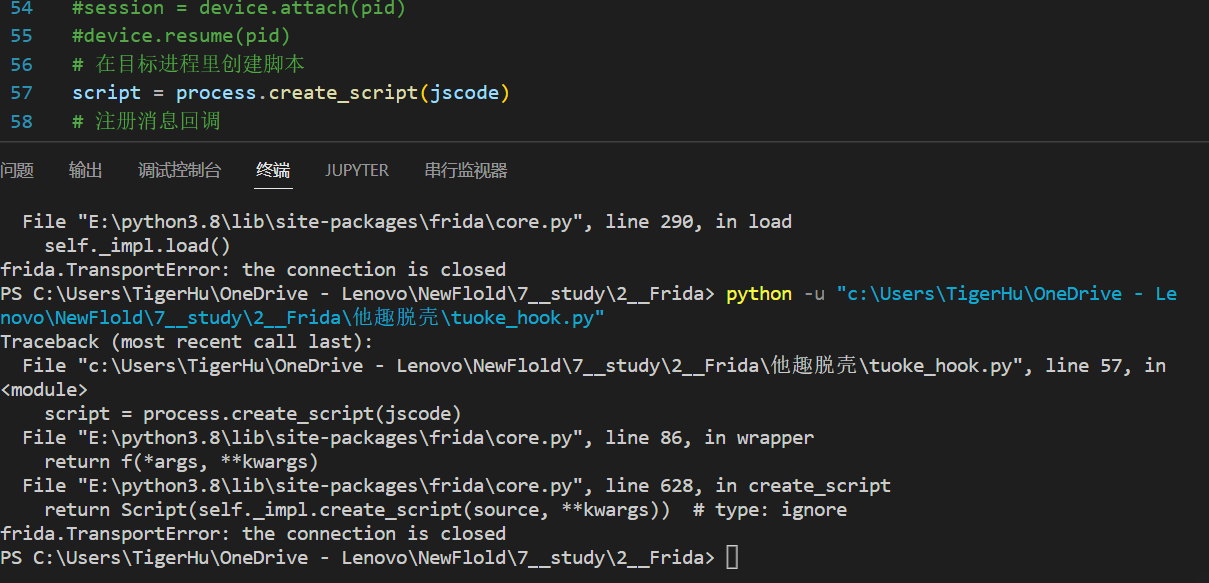 54 #session = device.attach(pid)
55 #device.resume(pid)
56 # 在目标进程里创建脚本
57 script = process.create_script(jscode)
58 # 注册消息回调
问题 输出 调试控制台 终端 JUPYTER 串行监视器
File "E:\python3.8\lib\site-packages\frida\core.py", line 290, in load
self._impl.load()
frida.TransportError: the connection is closed
PS C:\Users\TigerHu\OneDrive - Lenovo\NewFlold\7__study\2__Frida> python -u "c:\Users\TigerHu\OneDrive - Le
novo\NewFlold\7__study\2__Frida\他趣脱壳\tuoke_hook.py"
Traceback (most recent call last):
File "c:\Users\TigerHu\OneDrive - Lenovo\NewFlold\7__study\2__Frida\他趣脱壳\tuoke_hook.py", line 57, in
<module>
script = process.create_script(jscode)
File "E:\python3.8\lib\site-packages\frida\core.py", line 86, in wrapper
return f(*args, **kwargs)
File "E:\python3.8\lib\site-packages\frida\core.py", line 628, in create_script
return Script(self._impl.create_script(source, **kwargs))  # type: ignore
frida.TransportError: the connection is closed
PS C:\Users\TigerHu\OneDrive - Lenovo\NewFlold\7__study\2__Frida>